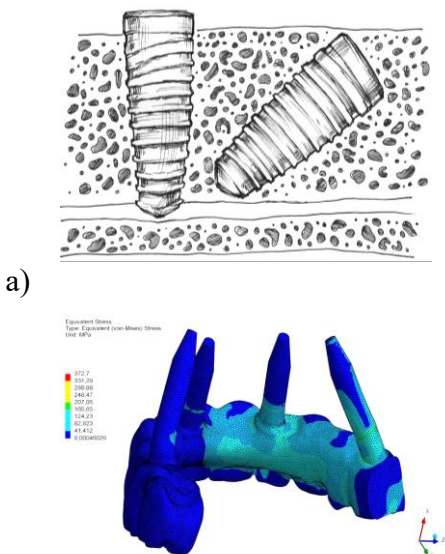 a)
Equivalent Stress
Type: Equivalent (von-Mises) Stress
Unit: MPa
372,7
331,29
289,88
248,47
207,06
165,65
124,23
82,823
41,412
0,00046026
X
Z